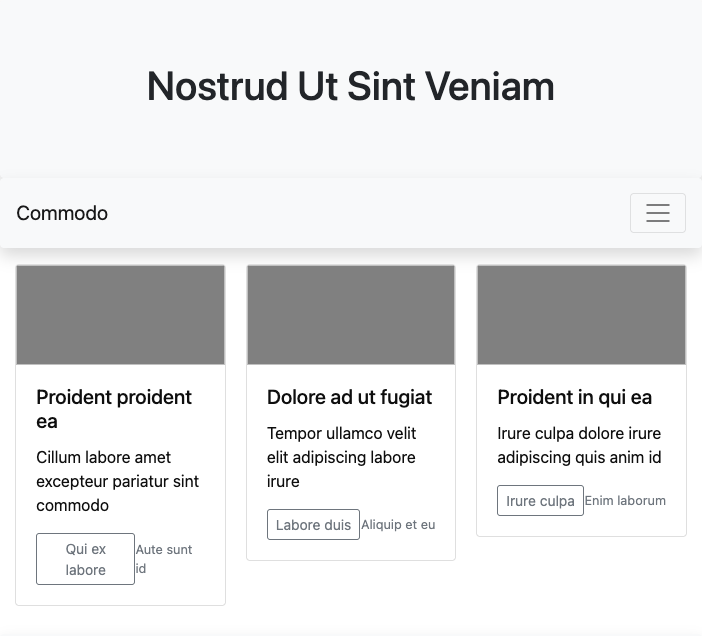 Nostrud Ut Sint Veniam
Commodo
Proident proident
ea
Cillum labore amet
excepteur pariatur sint
commodo
Qui ex
labore
Aute sunt
id
Dolore ad ut fugiat
Tempor ullamco velit
elit adipiscing labore
irure
Labore duis
Aliquip et eu
Proident in qui ea
Irure culpa dolore irure
adipiscing quis anim id
Irure culpa
Enim laborum